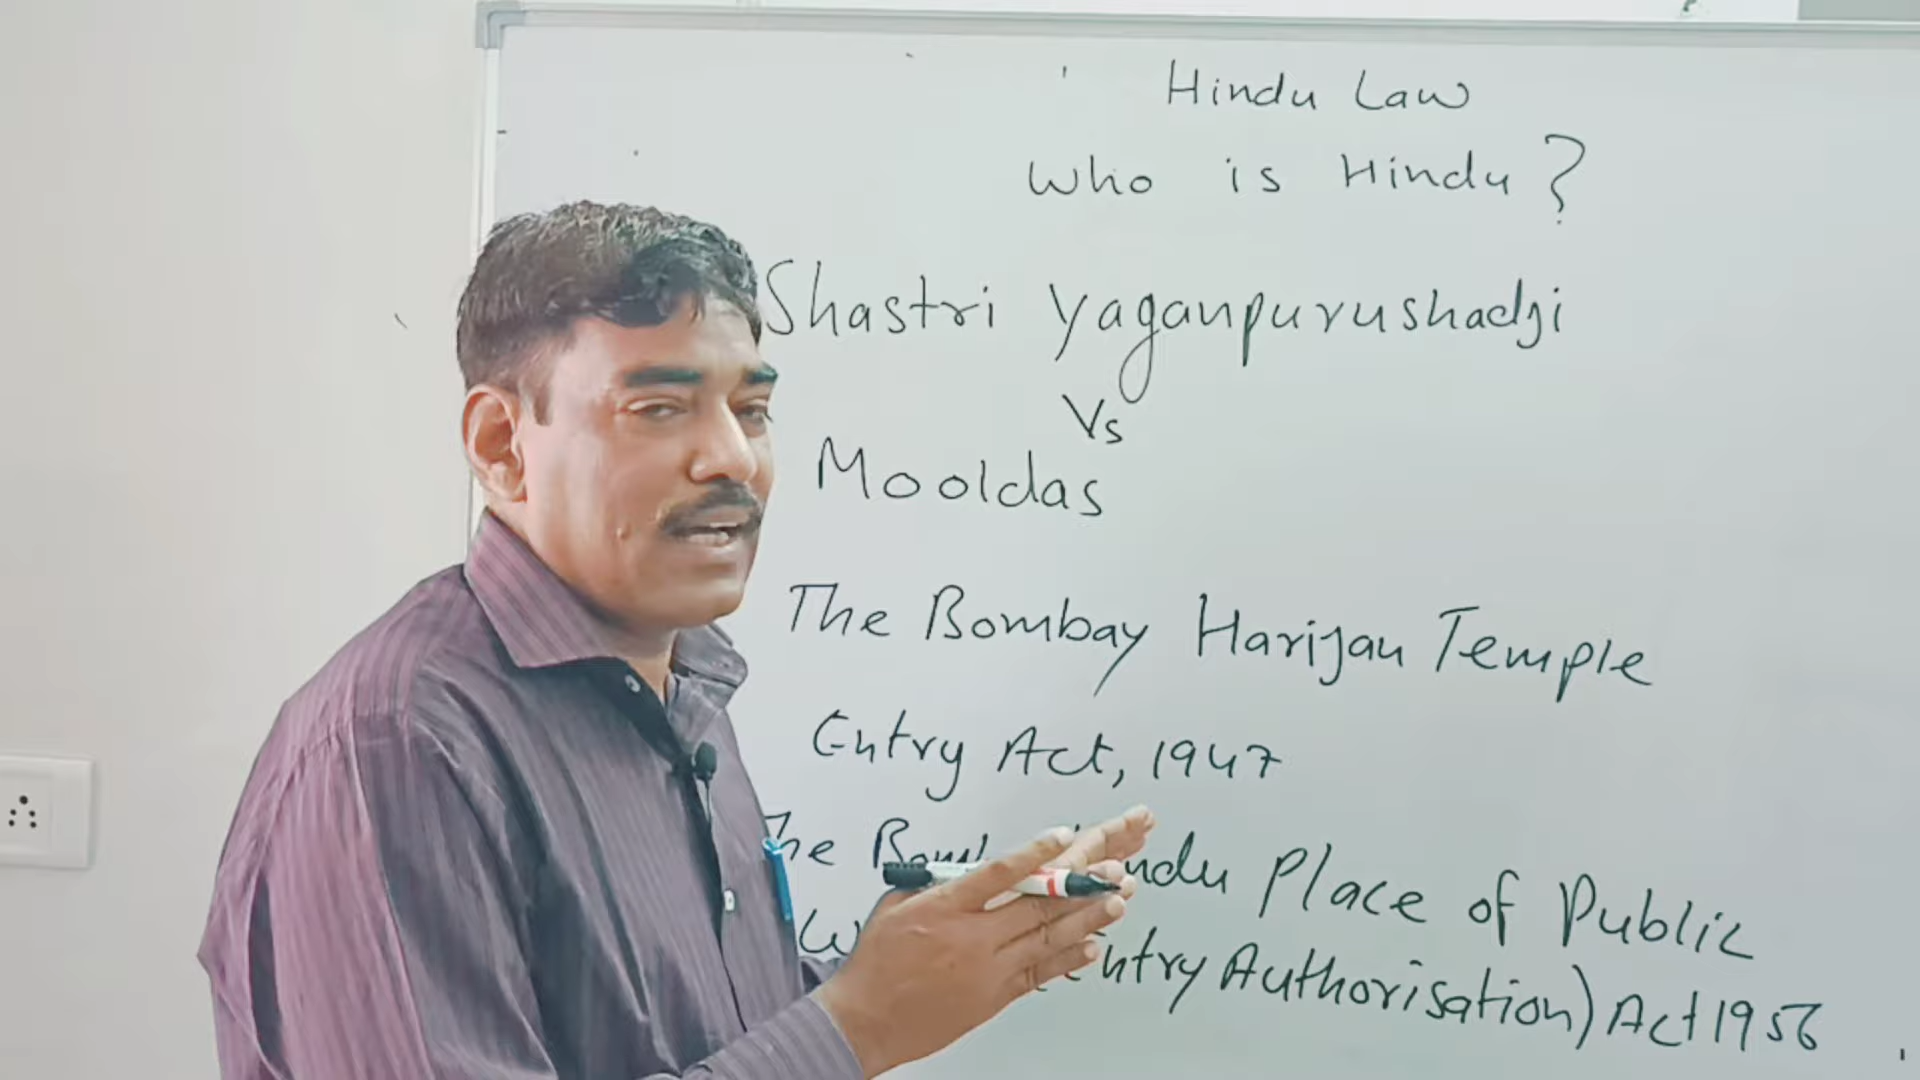 Hindu Law
Who is Hindu?
Shastri Yaganpurushadji
Vs
Mooldas
The Bombay Harijan Temple
Entry Act, 1947
Place of Public
Entry Authorisation) Act 1956